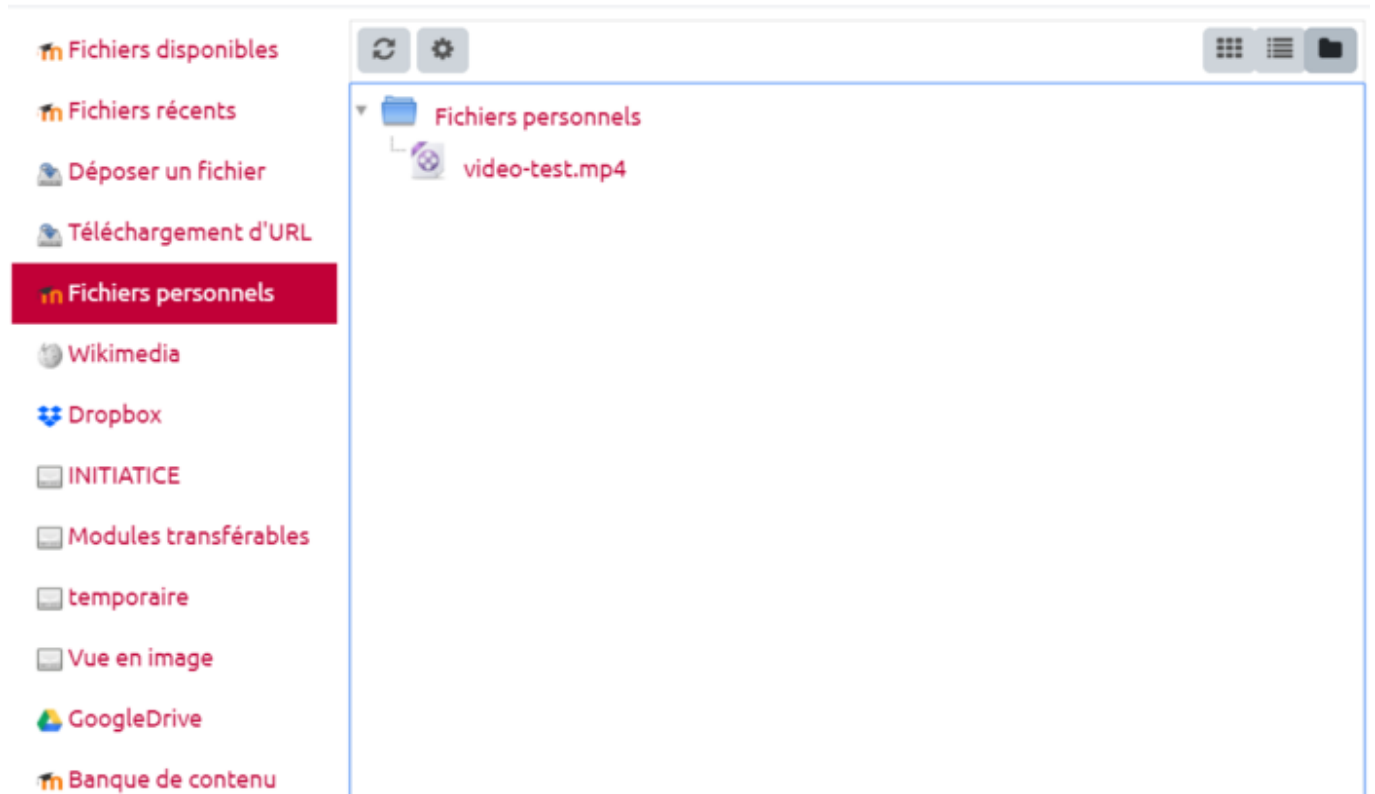 Fichiers disponibles
Fichiers récents
Déposer un fichier
Téléchargement d'URL
Fichiers personnels
Wikimedia
Dropbox
INITIATICE
Modules transférables
temporaire
Vue en image
GoogleDrive
Banque de contenu
Fichiers personnels
video-test.mp4